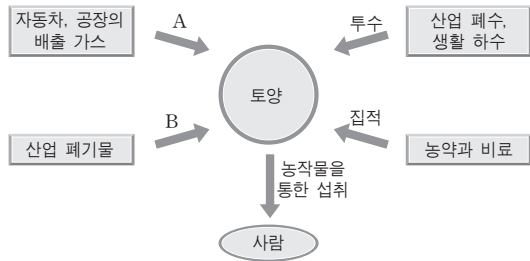 자동차, 공장의
배출 가스
A
투수
산업 폐수,
생활 하수
토양
산업 폐기물
B
집적
농약과 비료
농작물을
통한 섭취
사람